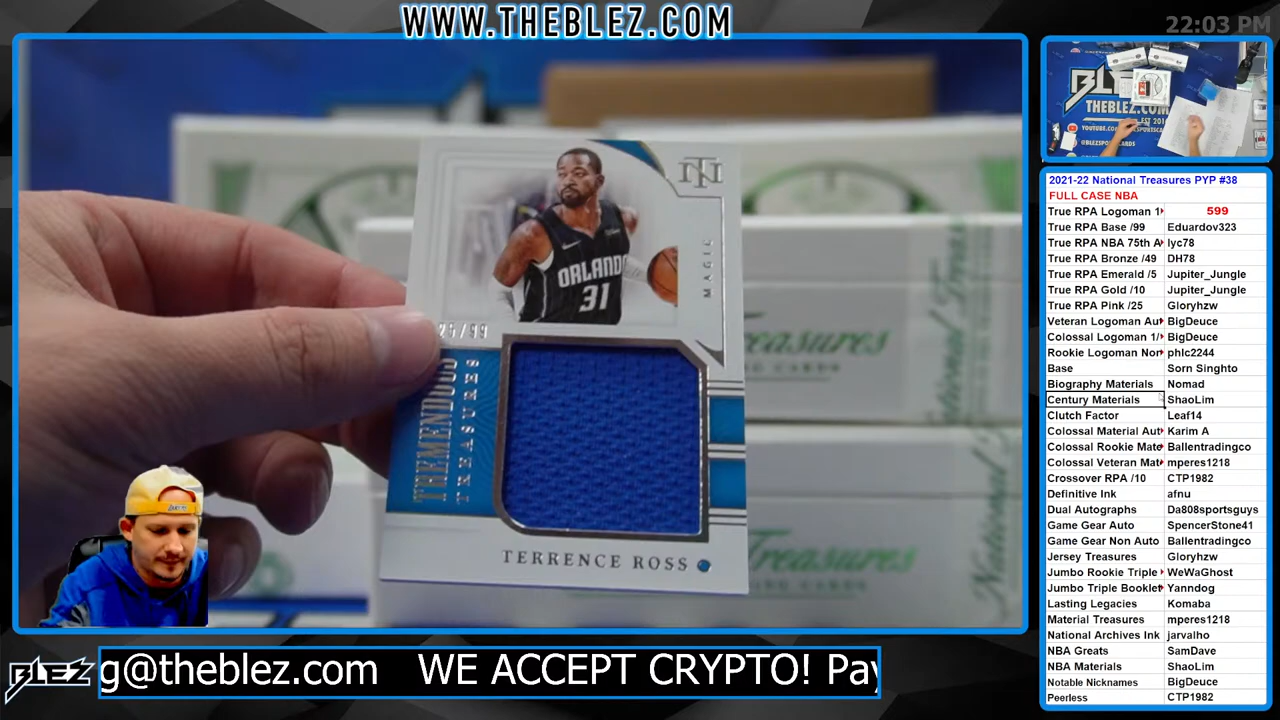 WWW.THEBLEZ.COM
22:03 PM
BLEZ
THEBLEZ.COM
MAGIC
ORLANDO
31
25/99
TREMENDOUS
TREASURES
TERRENCE ROSS
National Treasures
Treasures
TRADING CARDS
2021-22 National Treasures PYP #38
FULL CASE NBA
True RPA Logoman 1 599
True RPA Base /99 Eduardov323
True RPA NBA 75th A lyc78
True RPA Bronze /49 DH78
True RPA Emerald /5 Jupiter_Jungle
True RPA Gold /10 Jupiter_Jungle
True RPA Pink /25 Gloryhzw
Veteran Logoman Au BigDeuce
Colossal Logoman 1/ BigDeuce
Rookie Logoman Nor phlc2244
Base Sorn Singhto
Biography Materials Nomad
Century Materials ShaoLim
Clutch Factor Leaf14
Colossal Material Aut Karim A
Colossal Rookie Mate Ballentradingco
Colossal Veteran Mat mperes1218
Crossover RPA /10 CTP1982
Definitive Ink afnu
Dual Autographs Da808sportsguys
Game Gear Auto SpencerStone41
Game Gear Non Auto Ballentradingco
Jersey Treasures Gloryhzw
Jumbo Rookie Triple WeWaGhost
Jumbo Triple Booklet Yanndog
Lasting Legacies Komaba
Material Treasures mperes1218
National Archives Ink jarvalho
NBA Greats SamDave
NBA Materials ShaoLim
Notable Nicknames BigDeuce
Peerless CTP1982
BLEZ
g@theblez.com WE ACCEPT CRYPTO! Pay